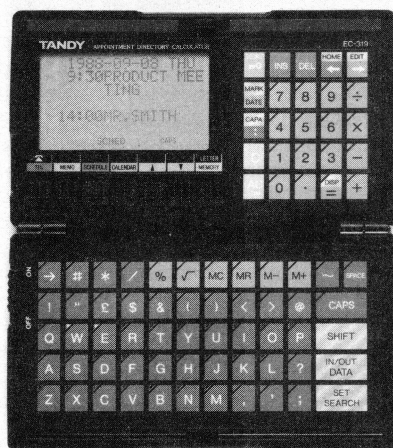 TANDY APPOINTMENT DIRECTORY CALCULATOR EC-319
1988-09-08 THU
9:30PRODUCT MEE
TING
14:00MR.SMITH
SCHED CAPS
TEL MEMO SCHEDULE CALENDAR ▲ ▼ LETTER MEMORY
INS DEL HOME ← EDIT →
MARK DATE 7 8 9 ÷
CAPA : 4 5 6 ×
1 2 3 −
0 . DISP = +
ON
OFF
→ # * / % √ MC MR M− M+ ~ SPACE
! " £ $ & ( ) < > @ CAPS
Q W E R T Y U I O P SHIFT
A S D F G H J K L ? IN/OUT DATA
Z X C V B N M , ' ; SET SEARCH